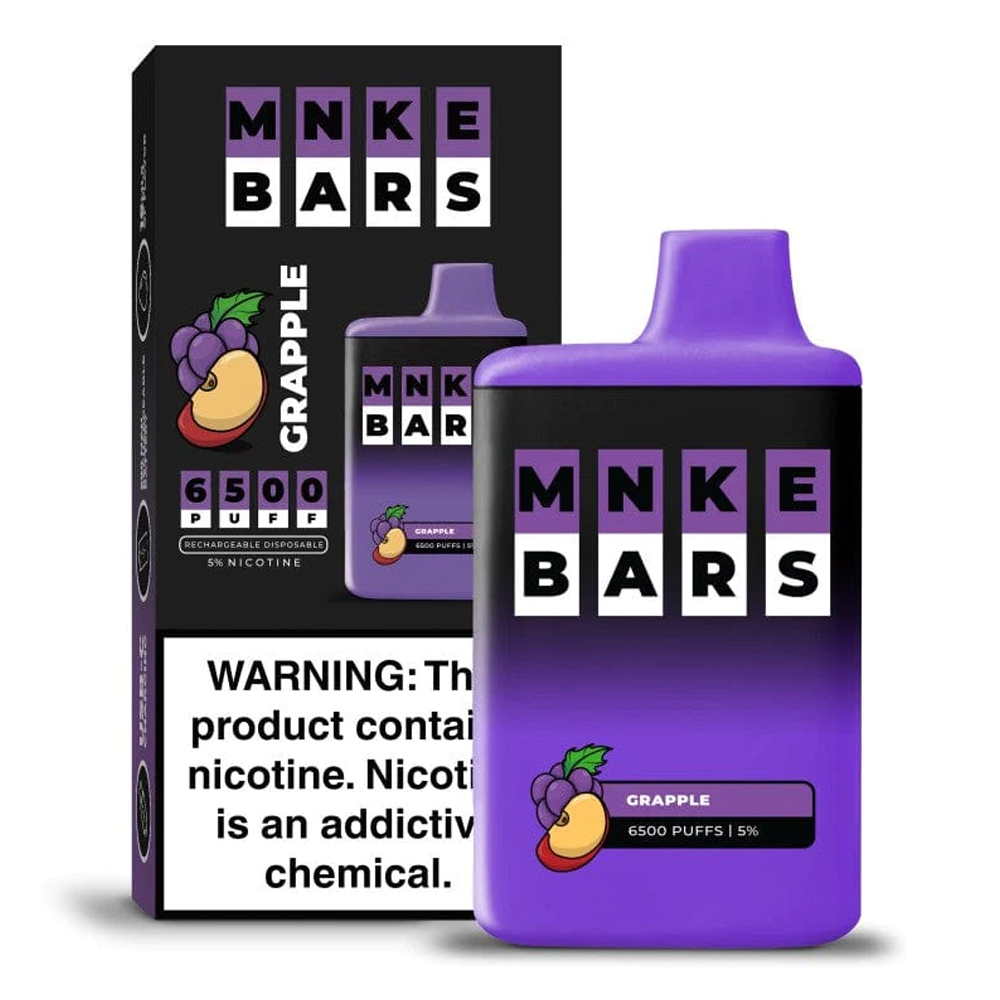 MNKE
BARS
GRAPPLE
6500
PUFF
RECHARGEABLE DISPOSABLE
5% NICOTINE
MNK
BAR
GRAPPLE
6500 PUFFS | 5
WARNING: Th
product contai
nicotine. Nicoti
is an addictiv
chemical.
MNKE
BARS
GRAPPLE
6500 PUFFS | 5%